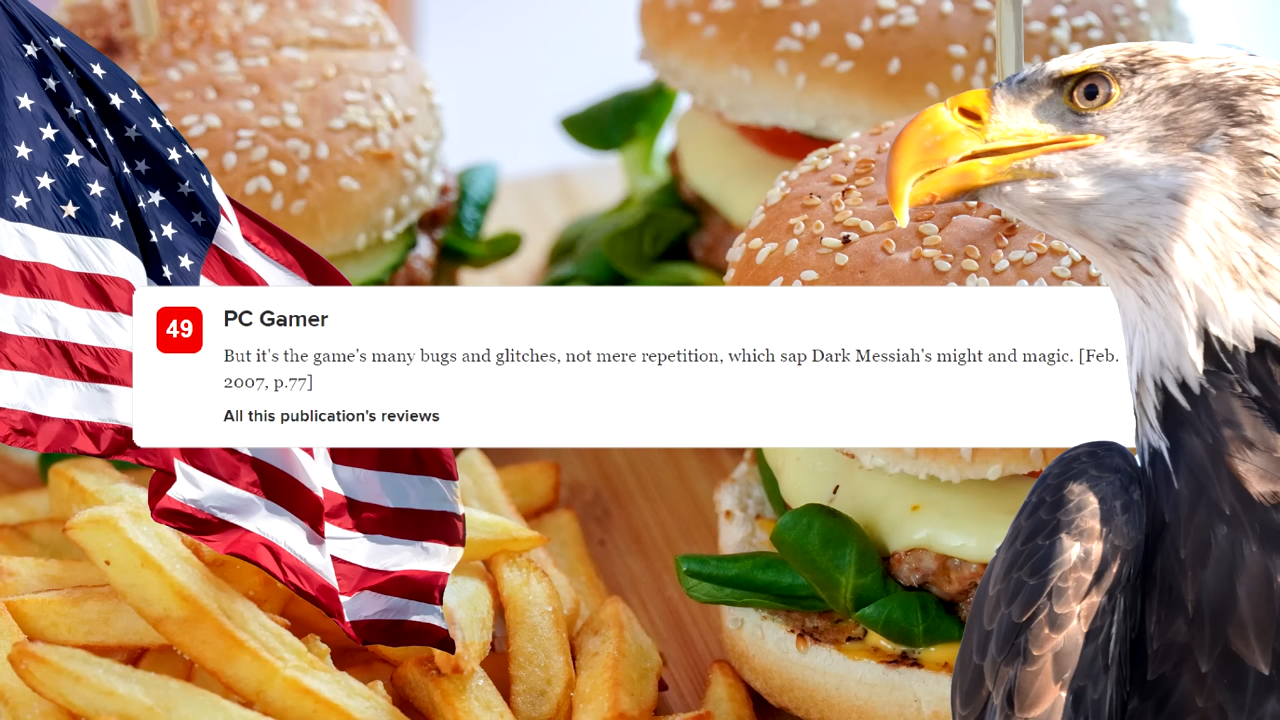 49
PC Gamer
But it's the game's many bugs and glitches, not mere repetition, which sap Dark Messiah's might and magic. [Feb.
2007, p.77]
All this publication's reviews